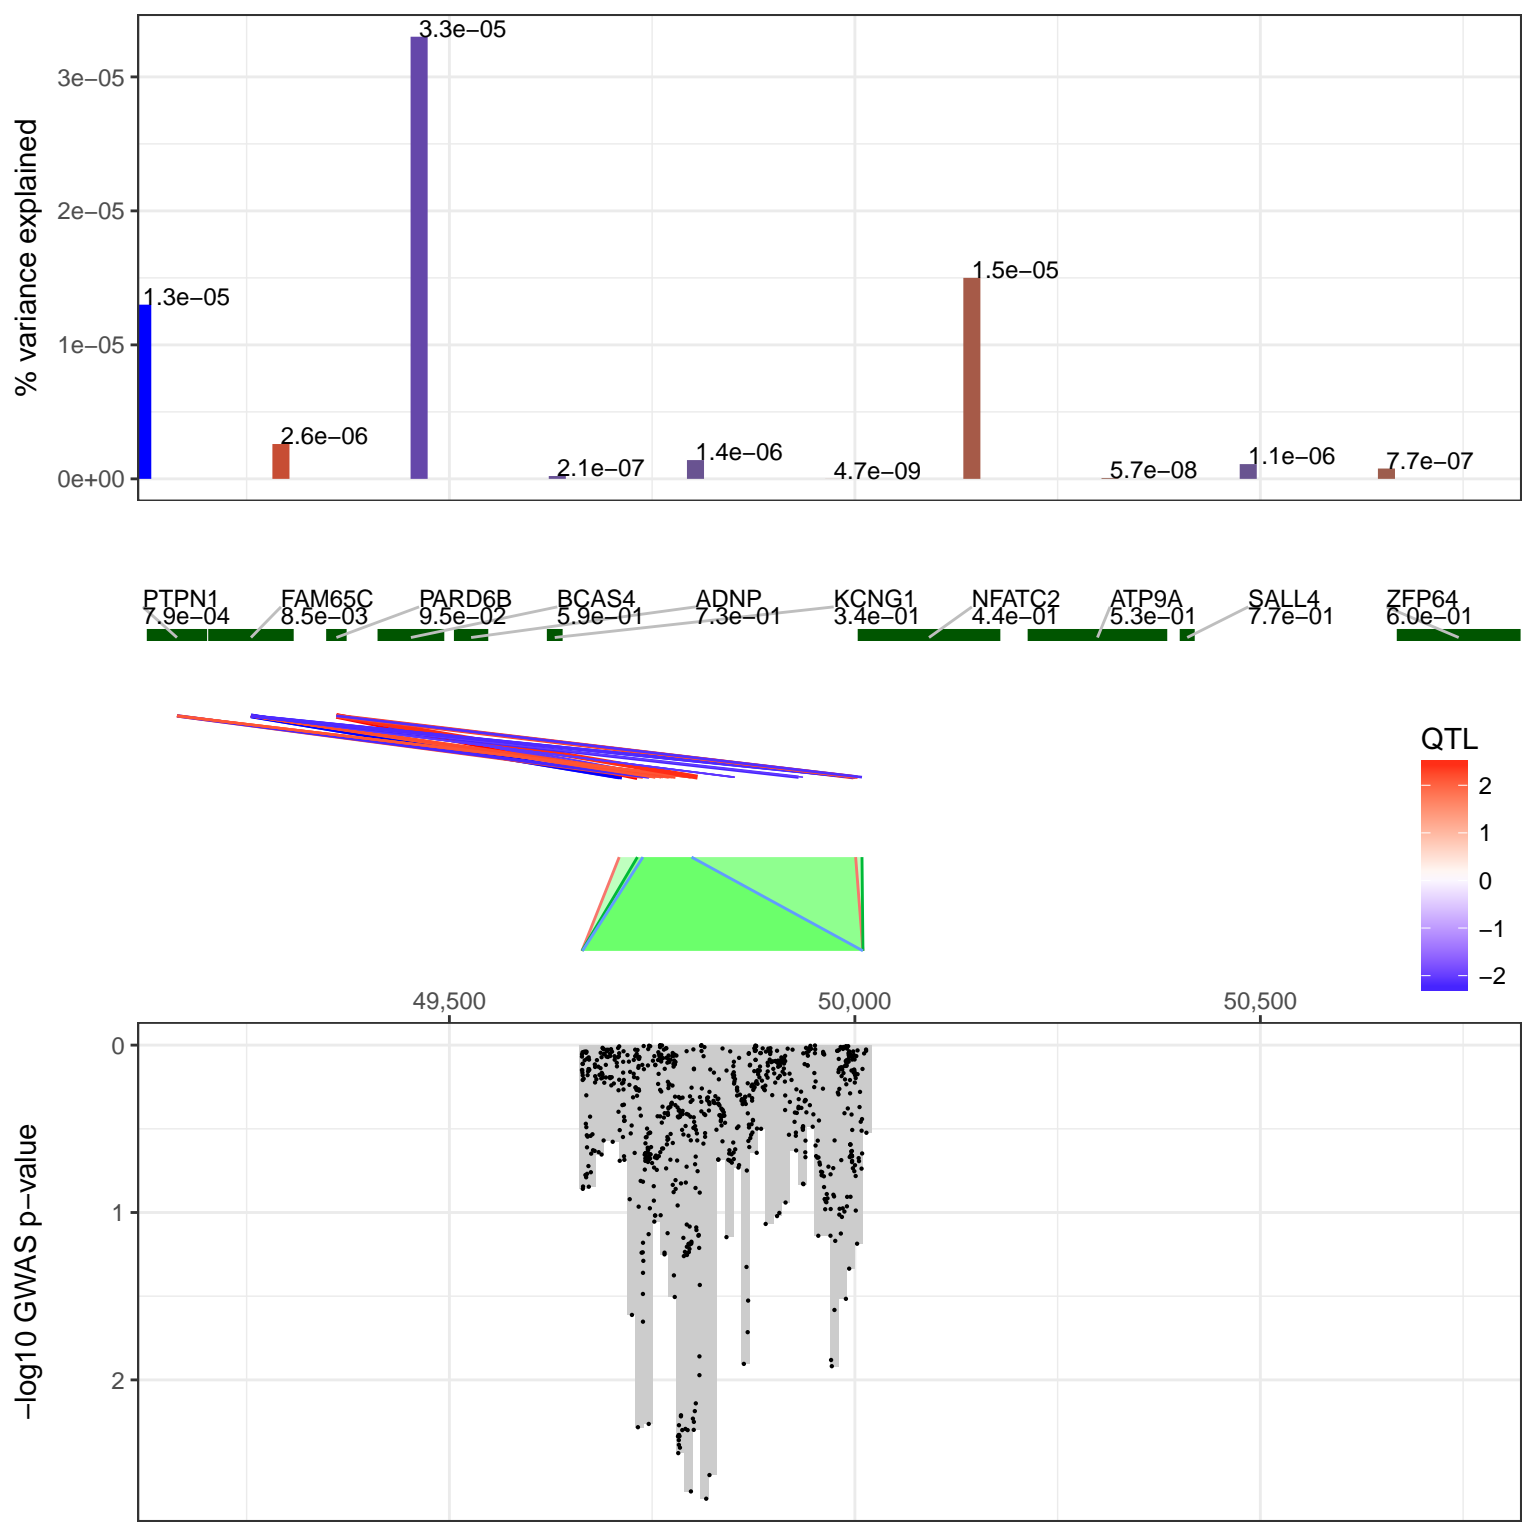 3.3e−05
3e−05
2e−05
1.5e−05
1.3e−05
1e−05
2.6e−06
2.1e−07
1.4e−06
4.7e−09
5.7e−08
1.1e−06
7.7e−07
0e+00
% variance explained
PTPN1 FAM65C PARD6B BCAS4 ADNP KCNG1 NFATC2 ATP9A SALL4 ZFP64
7.9e−04 8.5e−03 9.5e−02 5.9e−01 7.3e−01 3.4e−01 4.4e−01 5.3e−01 7.7e−01 6.0e−01
QTL
2
1
0
−1
−2
49,500 50,000 50,500
0
1
2
−log10 GWAS p−value